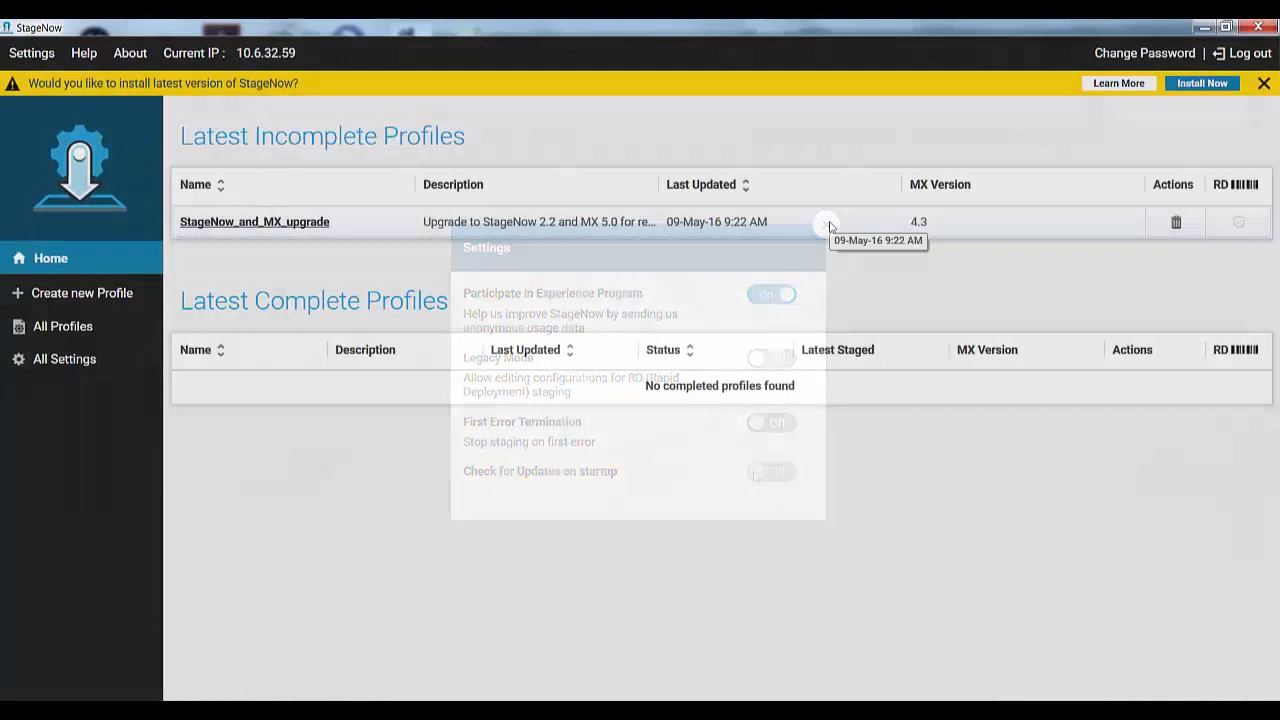 StageNow
Settings Help About Current IP : 10.6.32.59 Change Password | Log out
Would you like to install latest version of StageNow? Learn More Install Now
Latest Incomplete Profiles
Name Description Last Updated MX Version Actions RD
StageNow_and_MX_upgrade Upgrade to StageNow 2.2 and MX 5.0 for re... 09-May-16 9:22 AM 4.3
09-May-16 9:22 AM
Settings
Home
Create new Profile
All Profiles
All Settings
Latest Complete Profiles
Participate in Experience Program On
Help us improve StageNow by sending us
anonymous usage data
Name Description Last Updated Status Latest Staged MX Version Actions RD
Legacy Mode
Allow editing configurations for RD (Rapid
Deployment) staging
No completed profiles found
First Error Termination Off
Stop staging on first error
Check for Updates on startup